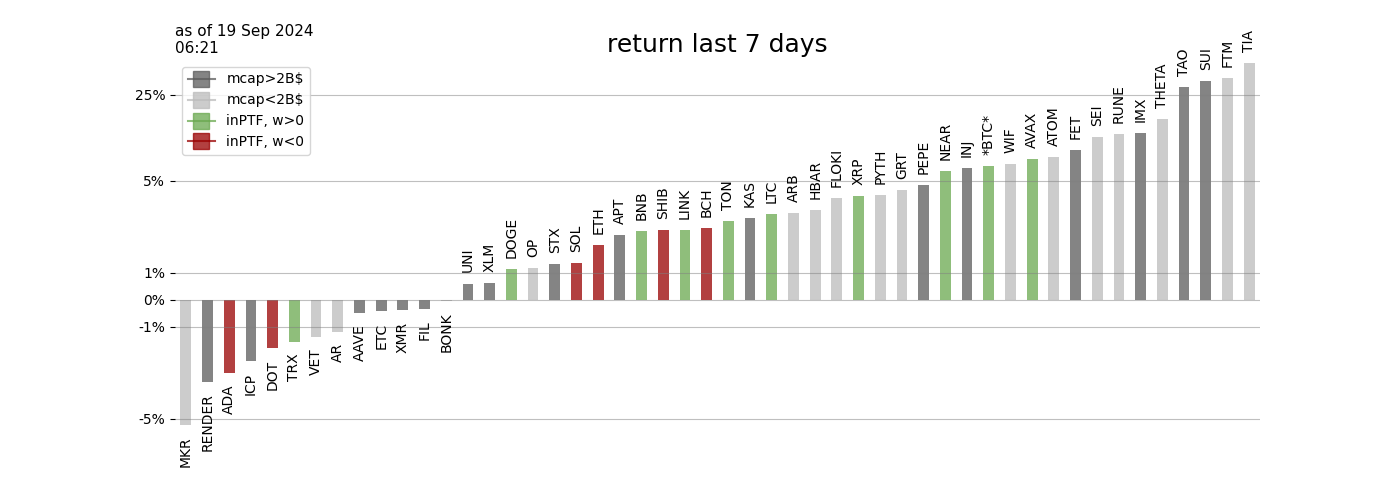 as of 19 Sep 2024
06:21
return last 7 days
mcap>2B$
mcap<2B$
inPTF, w>0
inPTF, w<0
25%
5%
1%
0%
-1%
-5%
MKR
RENDER
ADA
ICP
DOT
TRX
VET
AR
AAVE
ETC
XMR
FIL
BONK
UNI
XLM
DOGE
OP
STX
SOL
ETH
APT
BNB
SHIB
LINK
BCH
TON
KAS
LTC
ARB
HBAR
FLOKI
XRP
PYTH
GRT
PEPE
NEAR
INJ
*BTC*
WIF
AVAX
ATOM
FET
SEI
RUNE
IMX
THETA
TAO
SUI
FTM
TIA